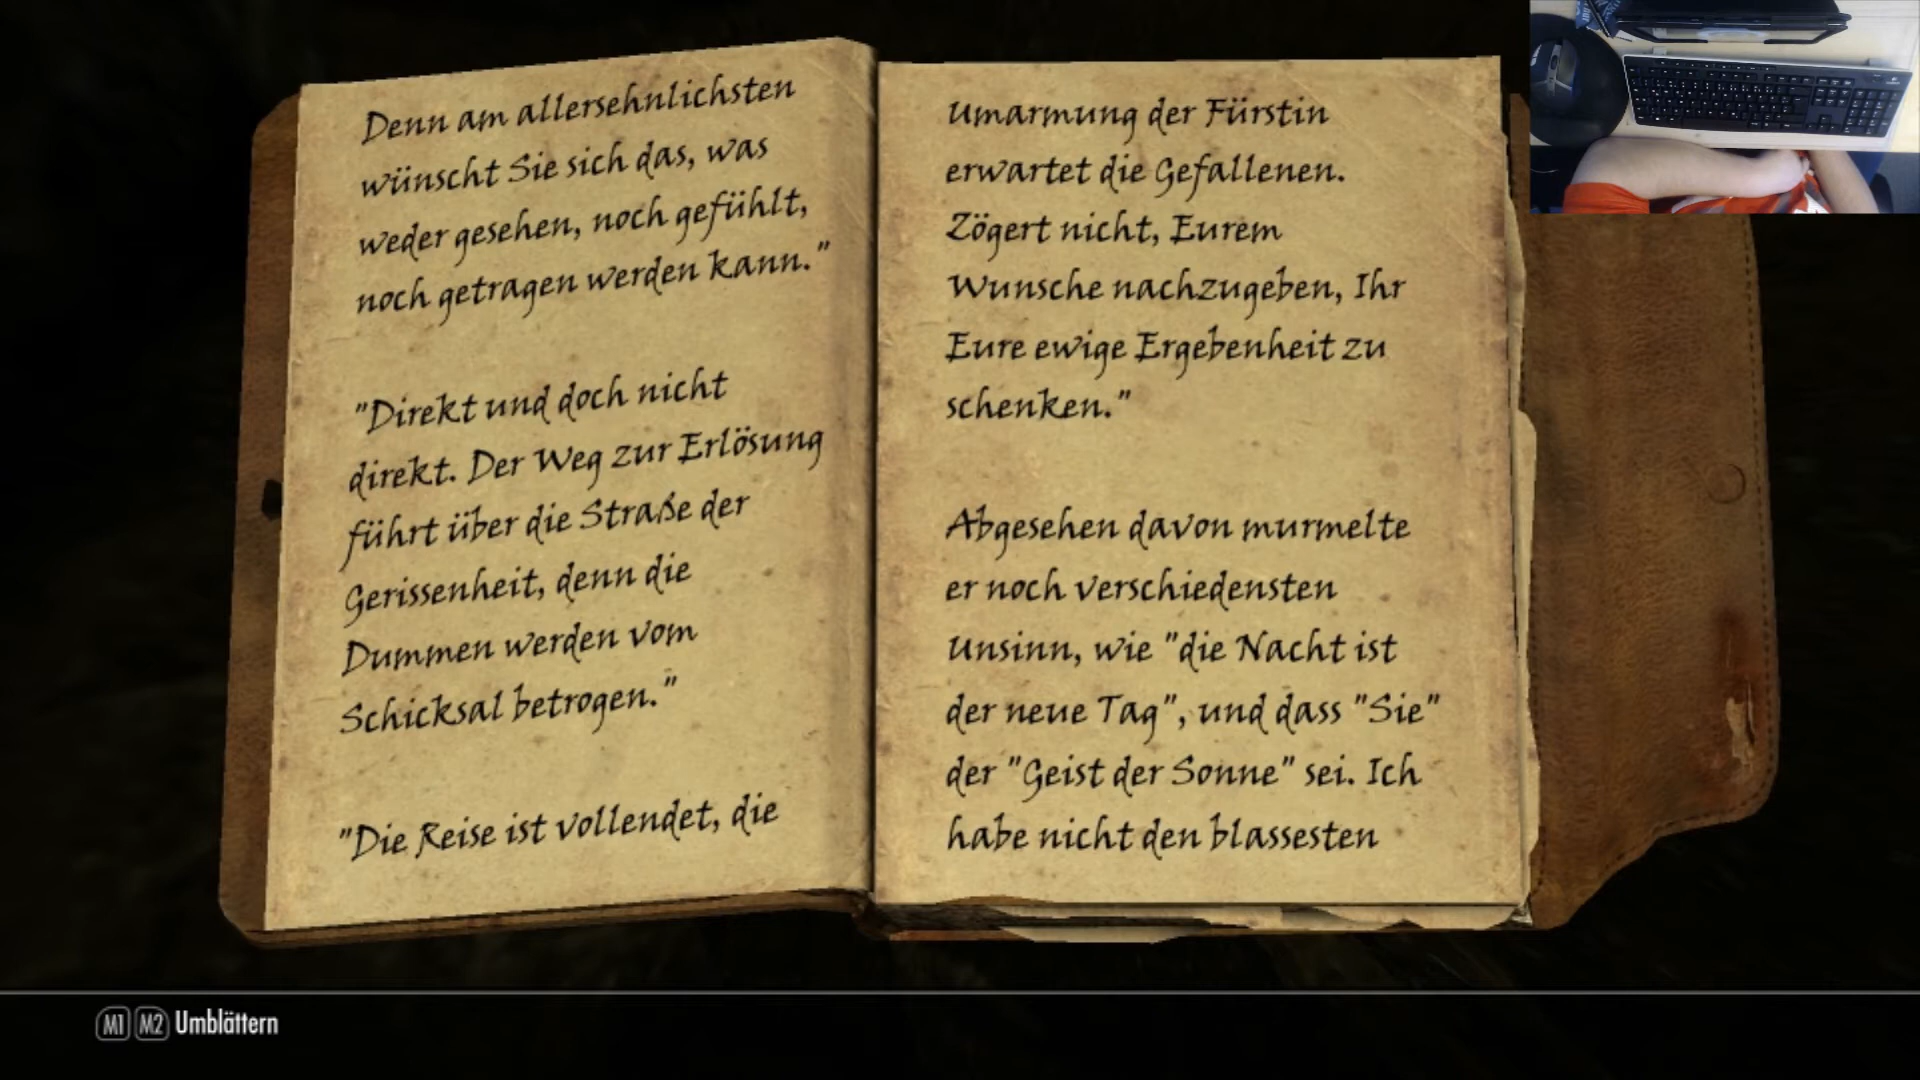 Denn am allersehnlichsten
wünscht Sie sich das, was
weder gesehen, noch gefühlt,
noch getragen werden kann."
"Direkt und doch nicht
direkt. Der Weg zur Erlösung
führt über die Straße der
Gerissenheit, denn die
Dummen werden vom
Schicksal betrogen."
"Die Reise ist vollendet, die
Umarmung der Fürstin
erwartet die Gefallenen.
Zögert nicht, Eurem
Wunsche nachzugeben, Ihr
Eure ewige Ergebenheit zu
schenken."
Abgesehen davon murmelte
er noch verschiedensten
Unsinn, wie "die Nacht ist
der neue Tag", und dass "Sie"
der "Geist der Sonne" sei. Ich
habe nicht den blassesten
M1 M2 Umblättern